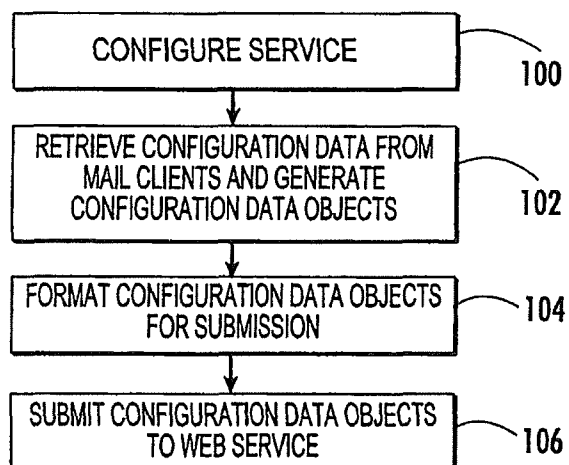 CONFIGURE SERVICE
100
RETRIEVE CONFIGURATION DATA FROM
MAIL CLIENTS AND GENERATE
CONFIGURATION DATA OBJECTS
102
FORMAT CONFIGURATION DATA OBJECTS
FOR SUBMISSION
104
SUBMIT CONFIGURATION DATA OBJECTS
TO WEB SERVICE
106